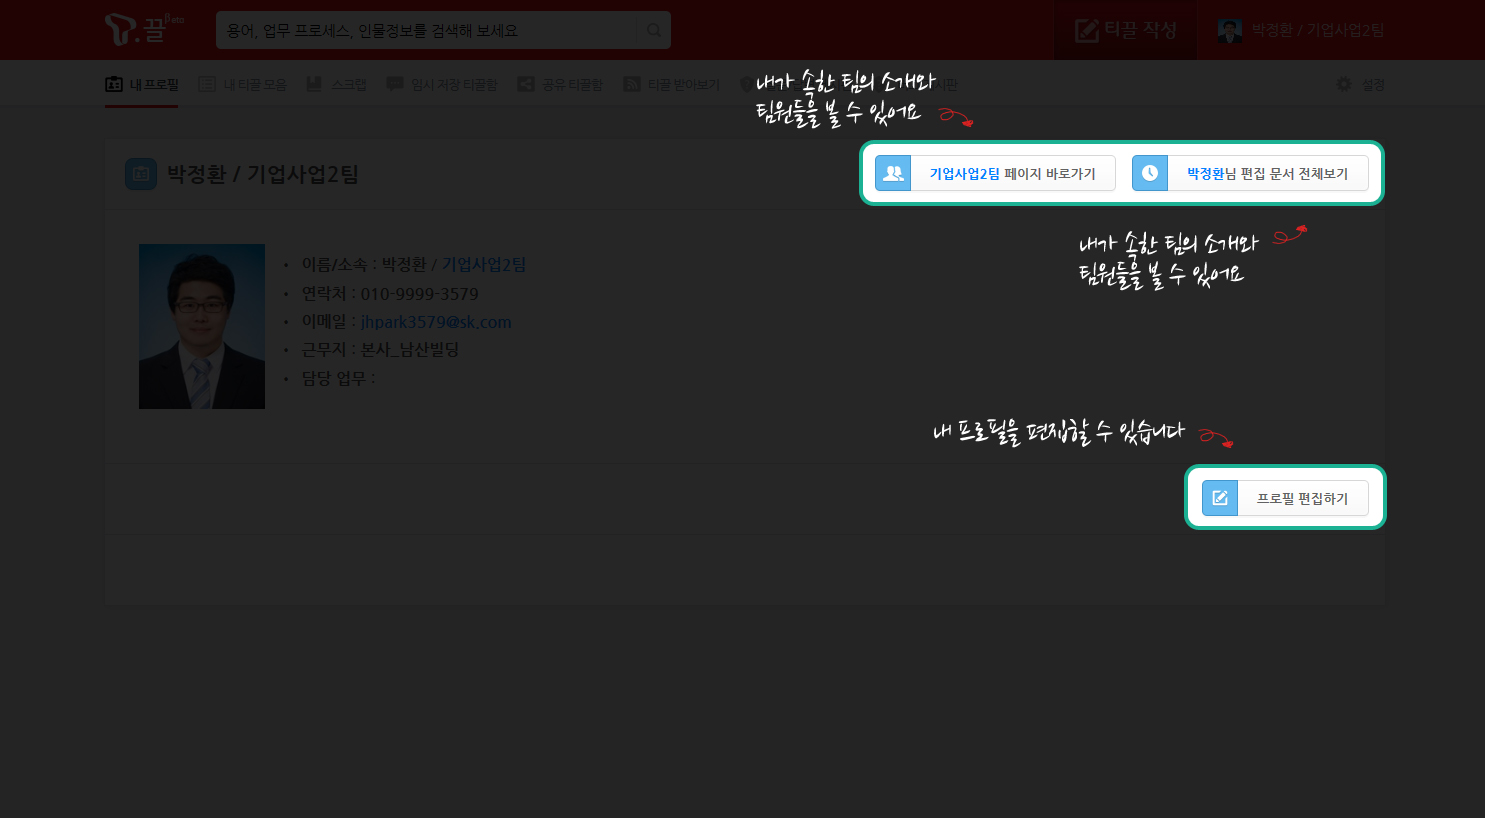 T.끌 Beta
용어, 업무 프로세스, 인물정보를 검색해 보세요
티끌 작성
박정환 / 기업사업2팀
내 프로필
내 티끌 모음
스크랩
임시 저장 티끌함
공유 티끌함
티끌 받아보기
설정
내가 속한 팀의 소개와
팀원들을 볼 수 있어요
박정환 / 기업사업2팀
기업사업2팀 페이지 바로가기
박정환님 편집 문서 전체보기
내가 속한 팀의 소개와
팀원들을 볼 수 있어요
• 이름/소속 : 박정환 / 기업사업2팀
• 연락처 : 010-9999-3579
• 이메일 : jhpark3579@sk.com
• 근무지 : 본사_남산빌딩
• 담당 업무 :
내 프로필을 편집할 수 있습니다
프로필 편집하기